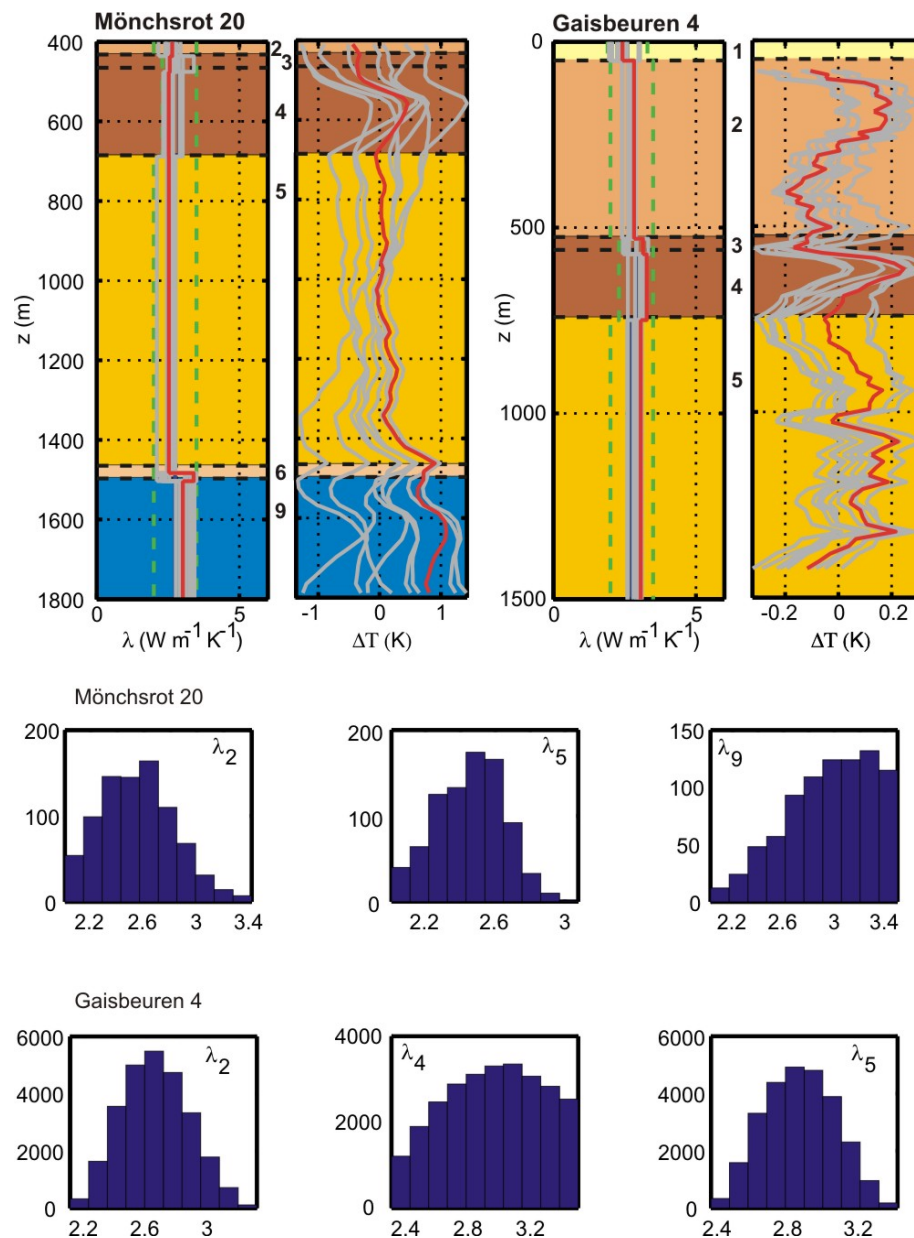 Mönchsrot 20
Gaisbeuren 4
400
600
800
1000
1200
1400
1600
1800
z (m)
0
5
λ (W m⁻¹ K⁻¹)
2
3
4
5
6
9
-1
0
1
ΔT (K)
0
500
1000
1500
z (m)
0
5
λ (W m⁻¹ K⁻¹)
1
2
3
4
5
-0.2
0
0.2
ΔT (K)
Mönchsrot 20
200
100
0
λ₂
2.2 2.6 3 3.4
200
100
0
λ₅
2.2 2.6 3
150
100
50
0
λ₉
2.2 2.6 3 3.4
Gaisbeuren 4
6000
4000
2000
0
λ₂
2.2 2.6 3
4000
2000
0
λ₄
2.4 2.8 3.2
6000
4000
2000
0
λ₅
2.4 2.8 3.2